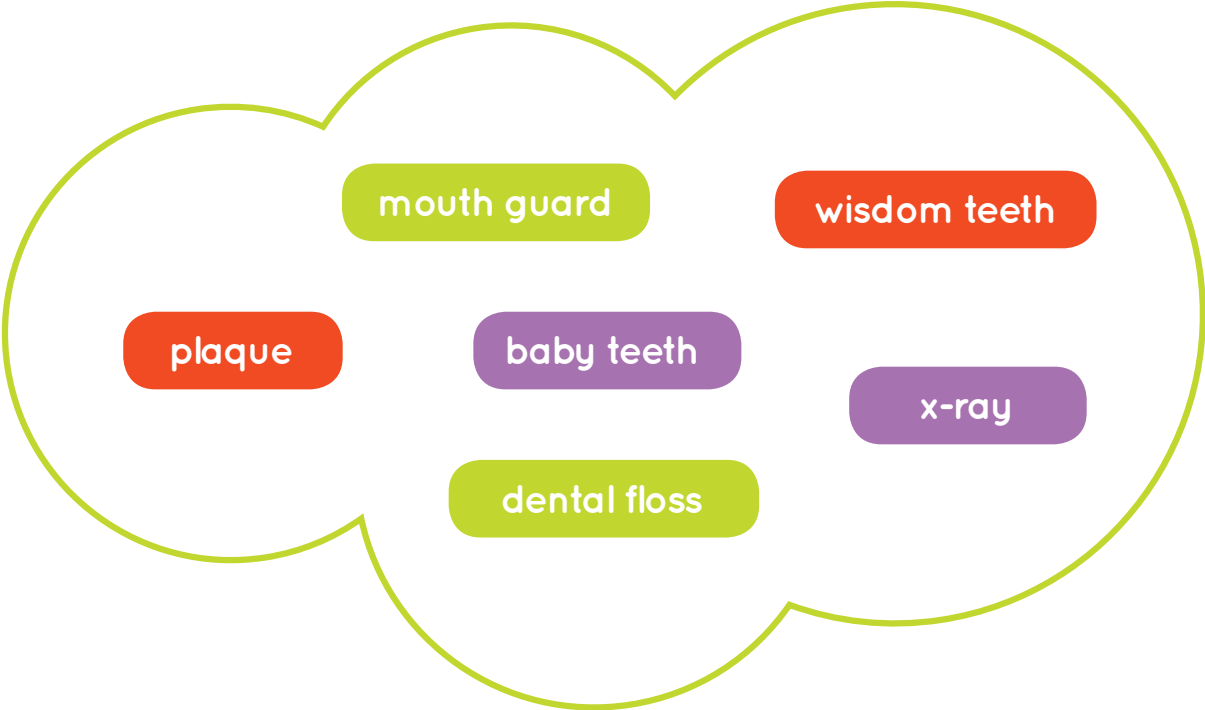 mouth guard
wisdom teeth
plaque
baby teeth
x-ray
dental floss